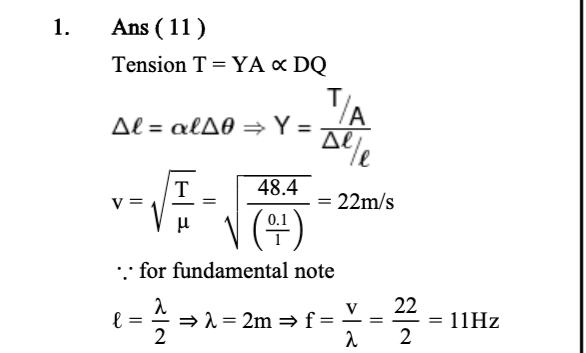 1. Ans ( 11 )
Tension T = YA ∝ DQ
Δℓ = αℓΔθ ⇒ Y = (T/A)/(Δℓ/ℓ)
v = √(T/μ) = √(48.4/(0.1/1)) = 22m/s
∵ for fundamental note
ℓ = λ/2 ⇒ λ = 2m ⇒ f = v/λ = 22/2 = 11Hz